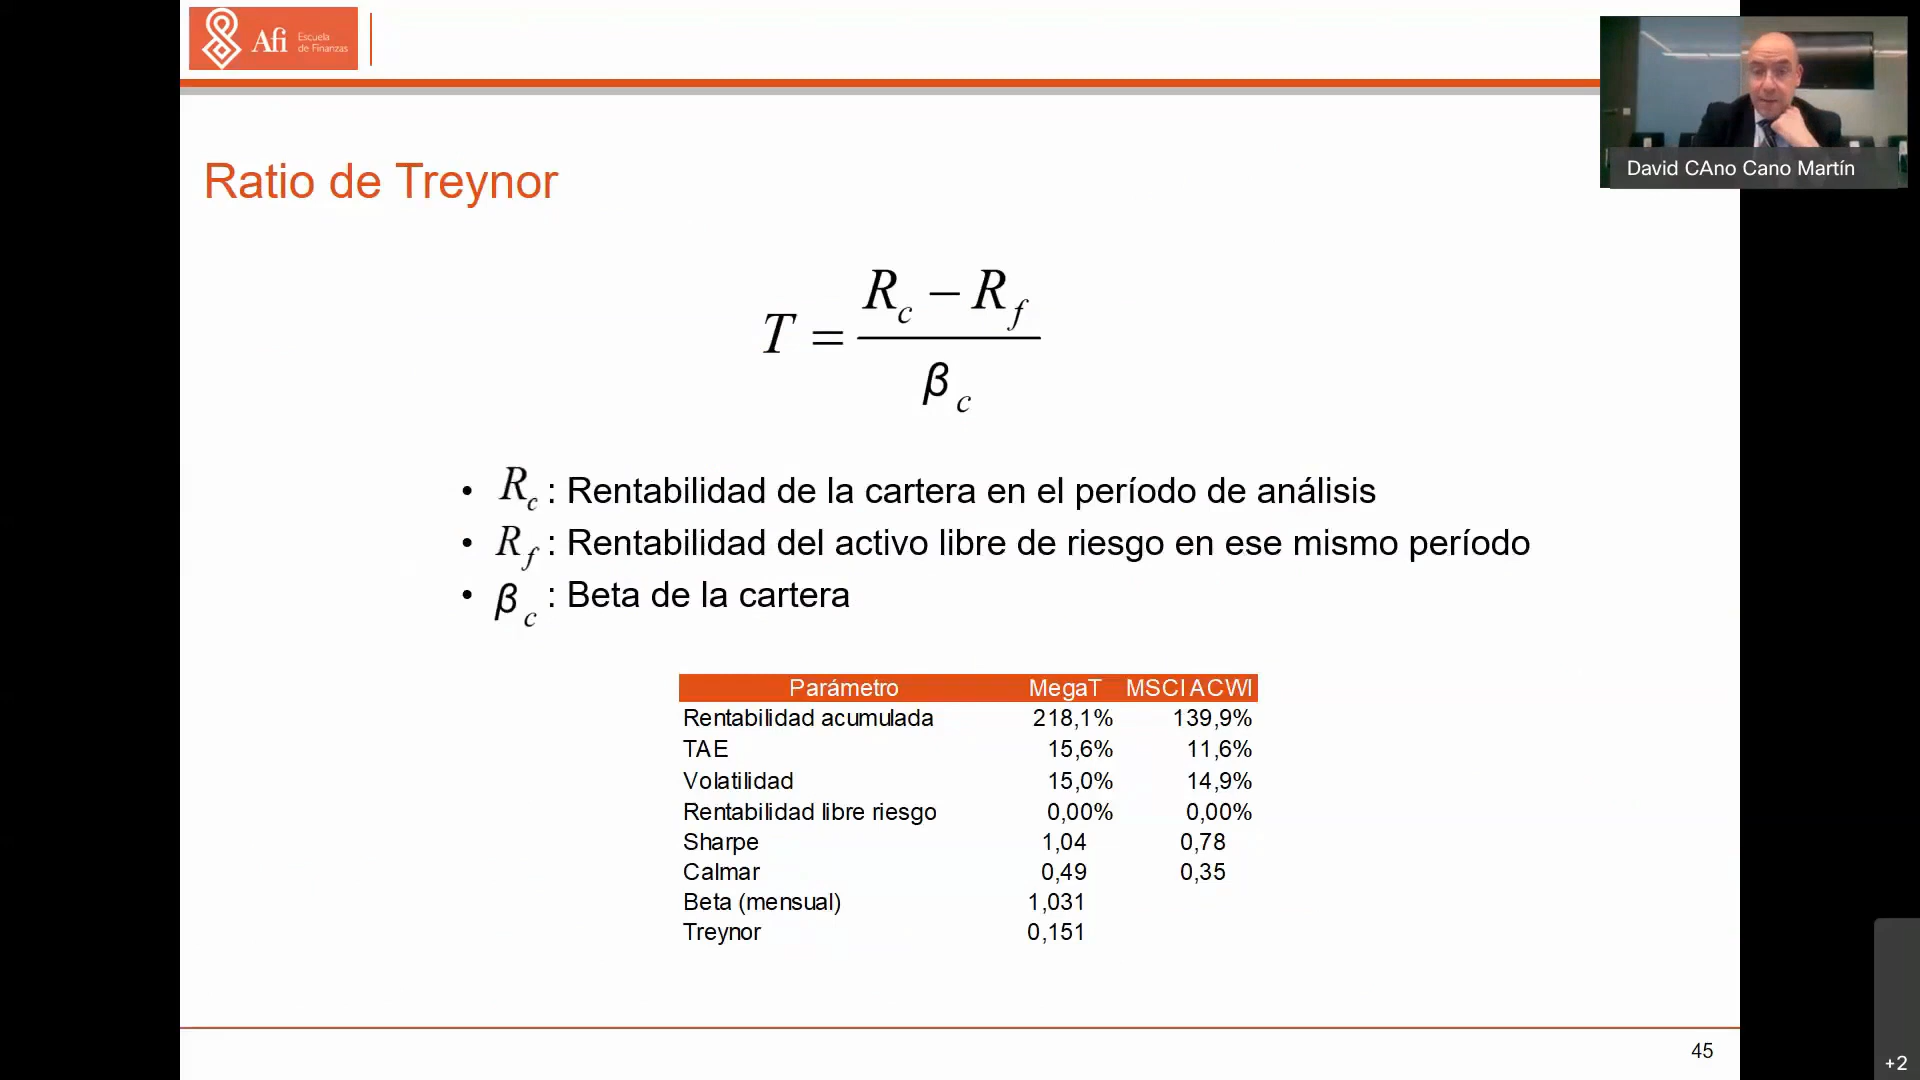 Afi Escuela de Finanzas
David CAno Cano Martín
Ratio de Treynor
T = (R_c − R_f) / β_c
• R_c : Rentabilidad de la cartera en el período de análisis
• R_f : Rentabilidad del activo libre de riesgo en ese mismo período
• β_c : Beta de la cartera
Parámetro MegaT MSCI ACWI
Rentabilidad acumulada 218,1% 139,9%
TAE 15,6% 11,6%
Volatilidad 15,0% 14,9%
Rentabilidad libre riesgo 0,00% 0,00%
Sharpe 1,04 0,78
Calmar 0,49 0,35
Beta (mensual) 1,031
Treynor 0,151
45
+2